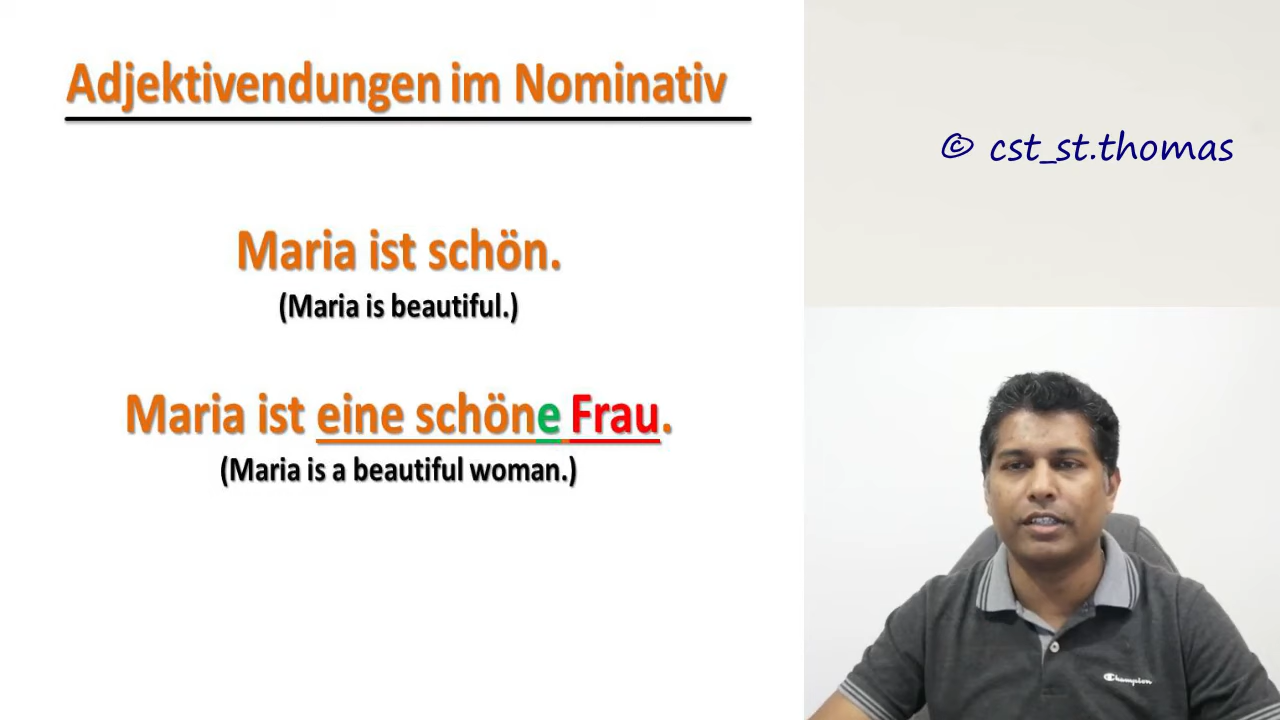 Adjektivendungen im Nominativ
© cst_st.thomas
Maria ist schön.
(Maria is beautiful.)
Maria ist eine schöne Frau.
(Maria is a beautiful woman.)
Champion